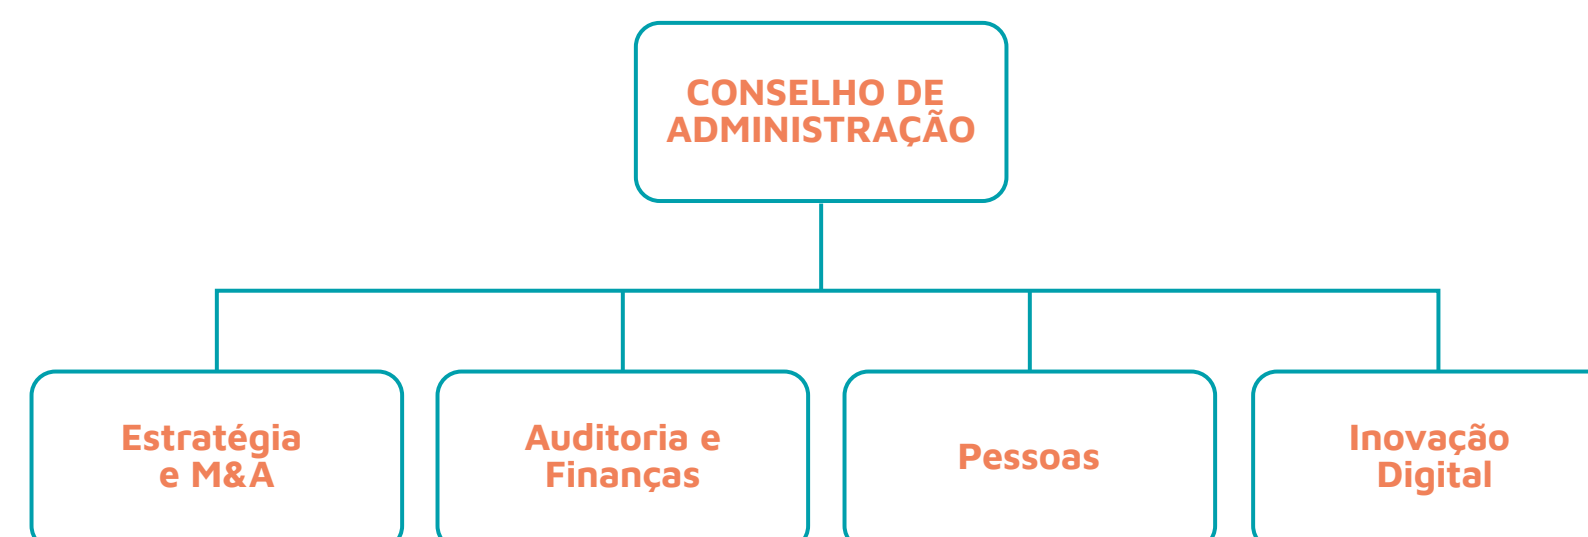 CONSELHO DE
ADMINISTRAÇÃO
Estratégia
e M&A
Auditoria e
Finanças
Pessoas
Inovação
Digital